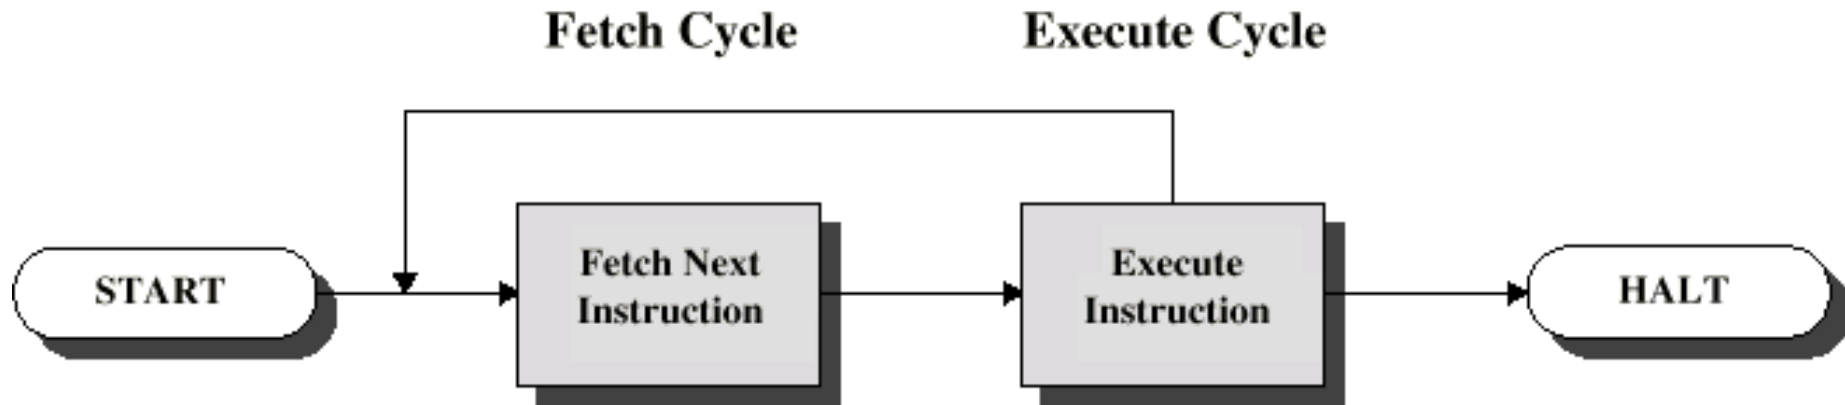 Fetch Cycle
Execute Cycle
START
Fetch Next
Instruction
Execute
Instruction
HALT